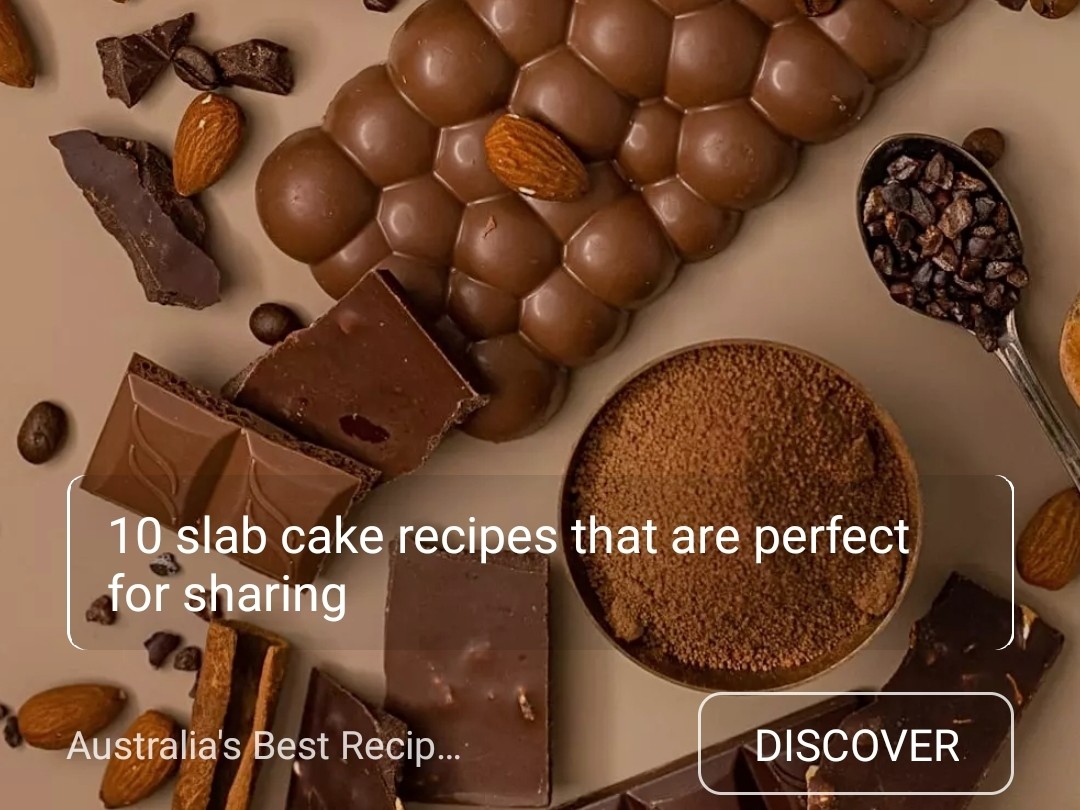 10 slab cake recipes that are perfect
for sharing
Australia's Best Recip…
DISCOVER